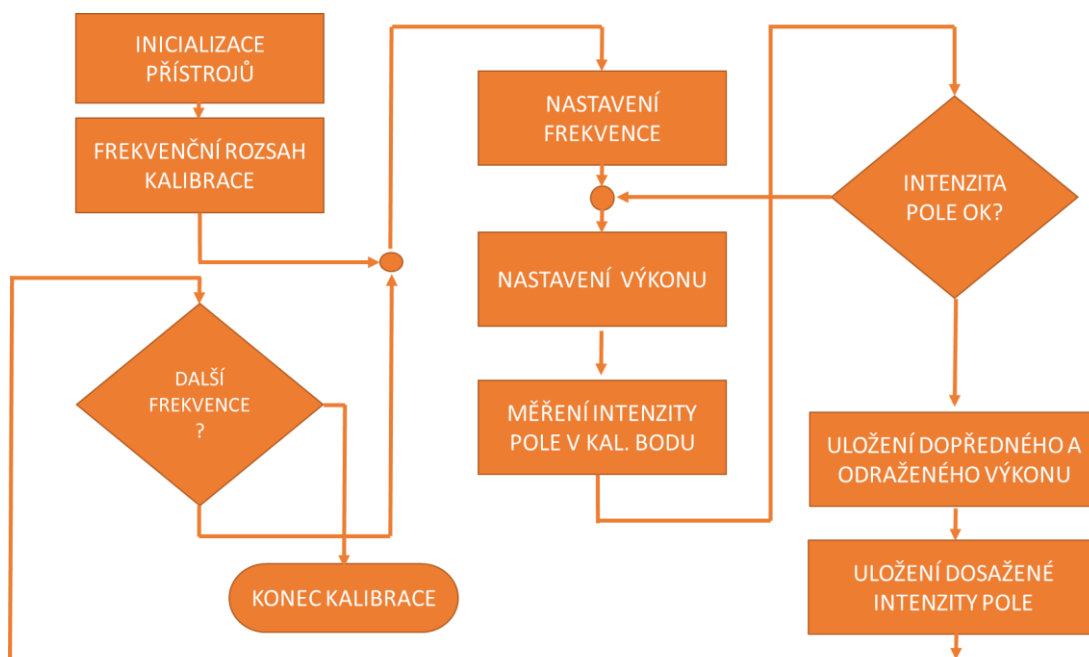 INICIALIZACE
PŘÍSTROJŮ
FREKVENČNÍ ROZSAH
KALIBRACE
NASTAVENÍ
FREKVENCE
NASTAVENÍ VÝKONU
MĚŘENÍ INTENZITY
POLE V KAL. BODU
INTENZITA
POLE OK?
ULOŽENÍ DOPŘEDNÉHO A
ODRAŽENÉHO VÝKONU
ULOŽENÍ DOSAŽENÉ
INTENZITY POLE
DALŠÍ
FREKVENCE
?
KONEC KALIBRACE